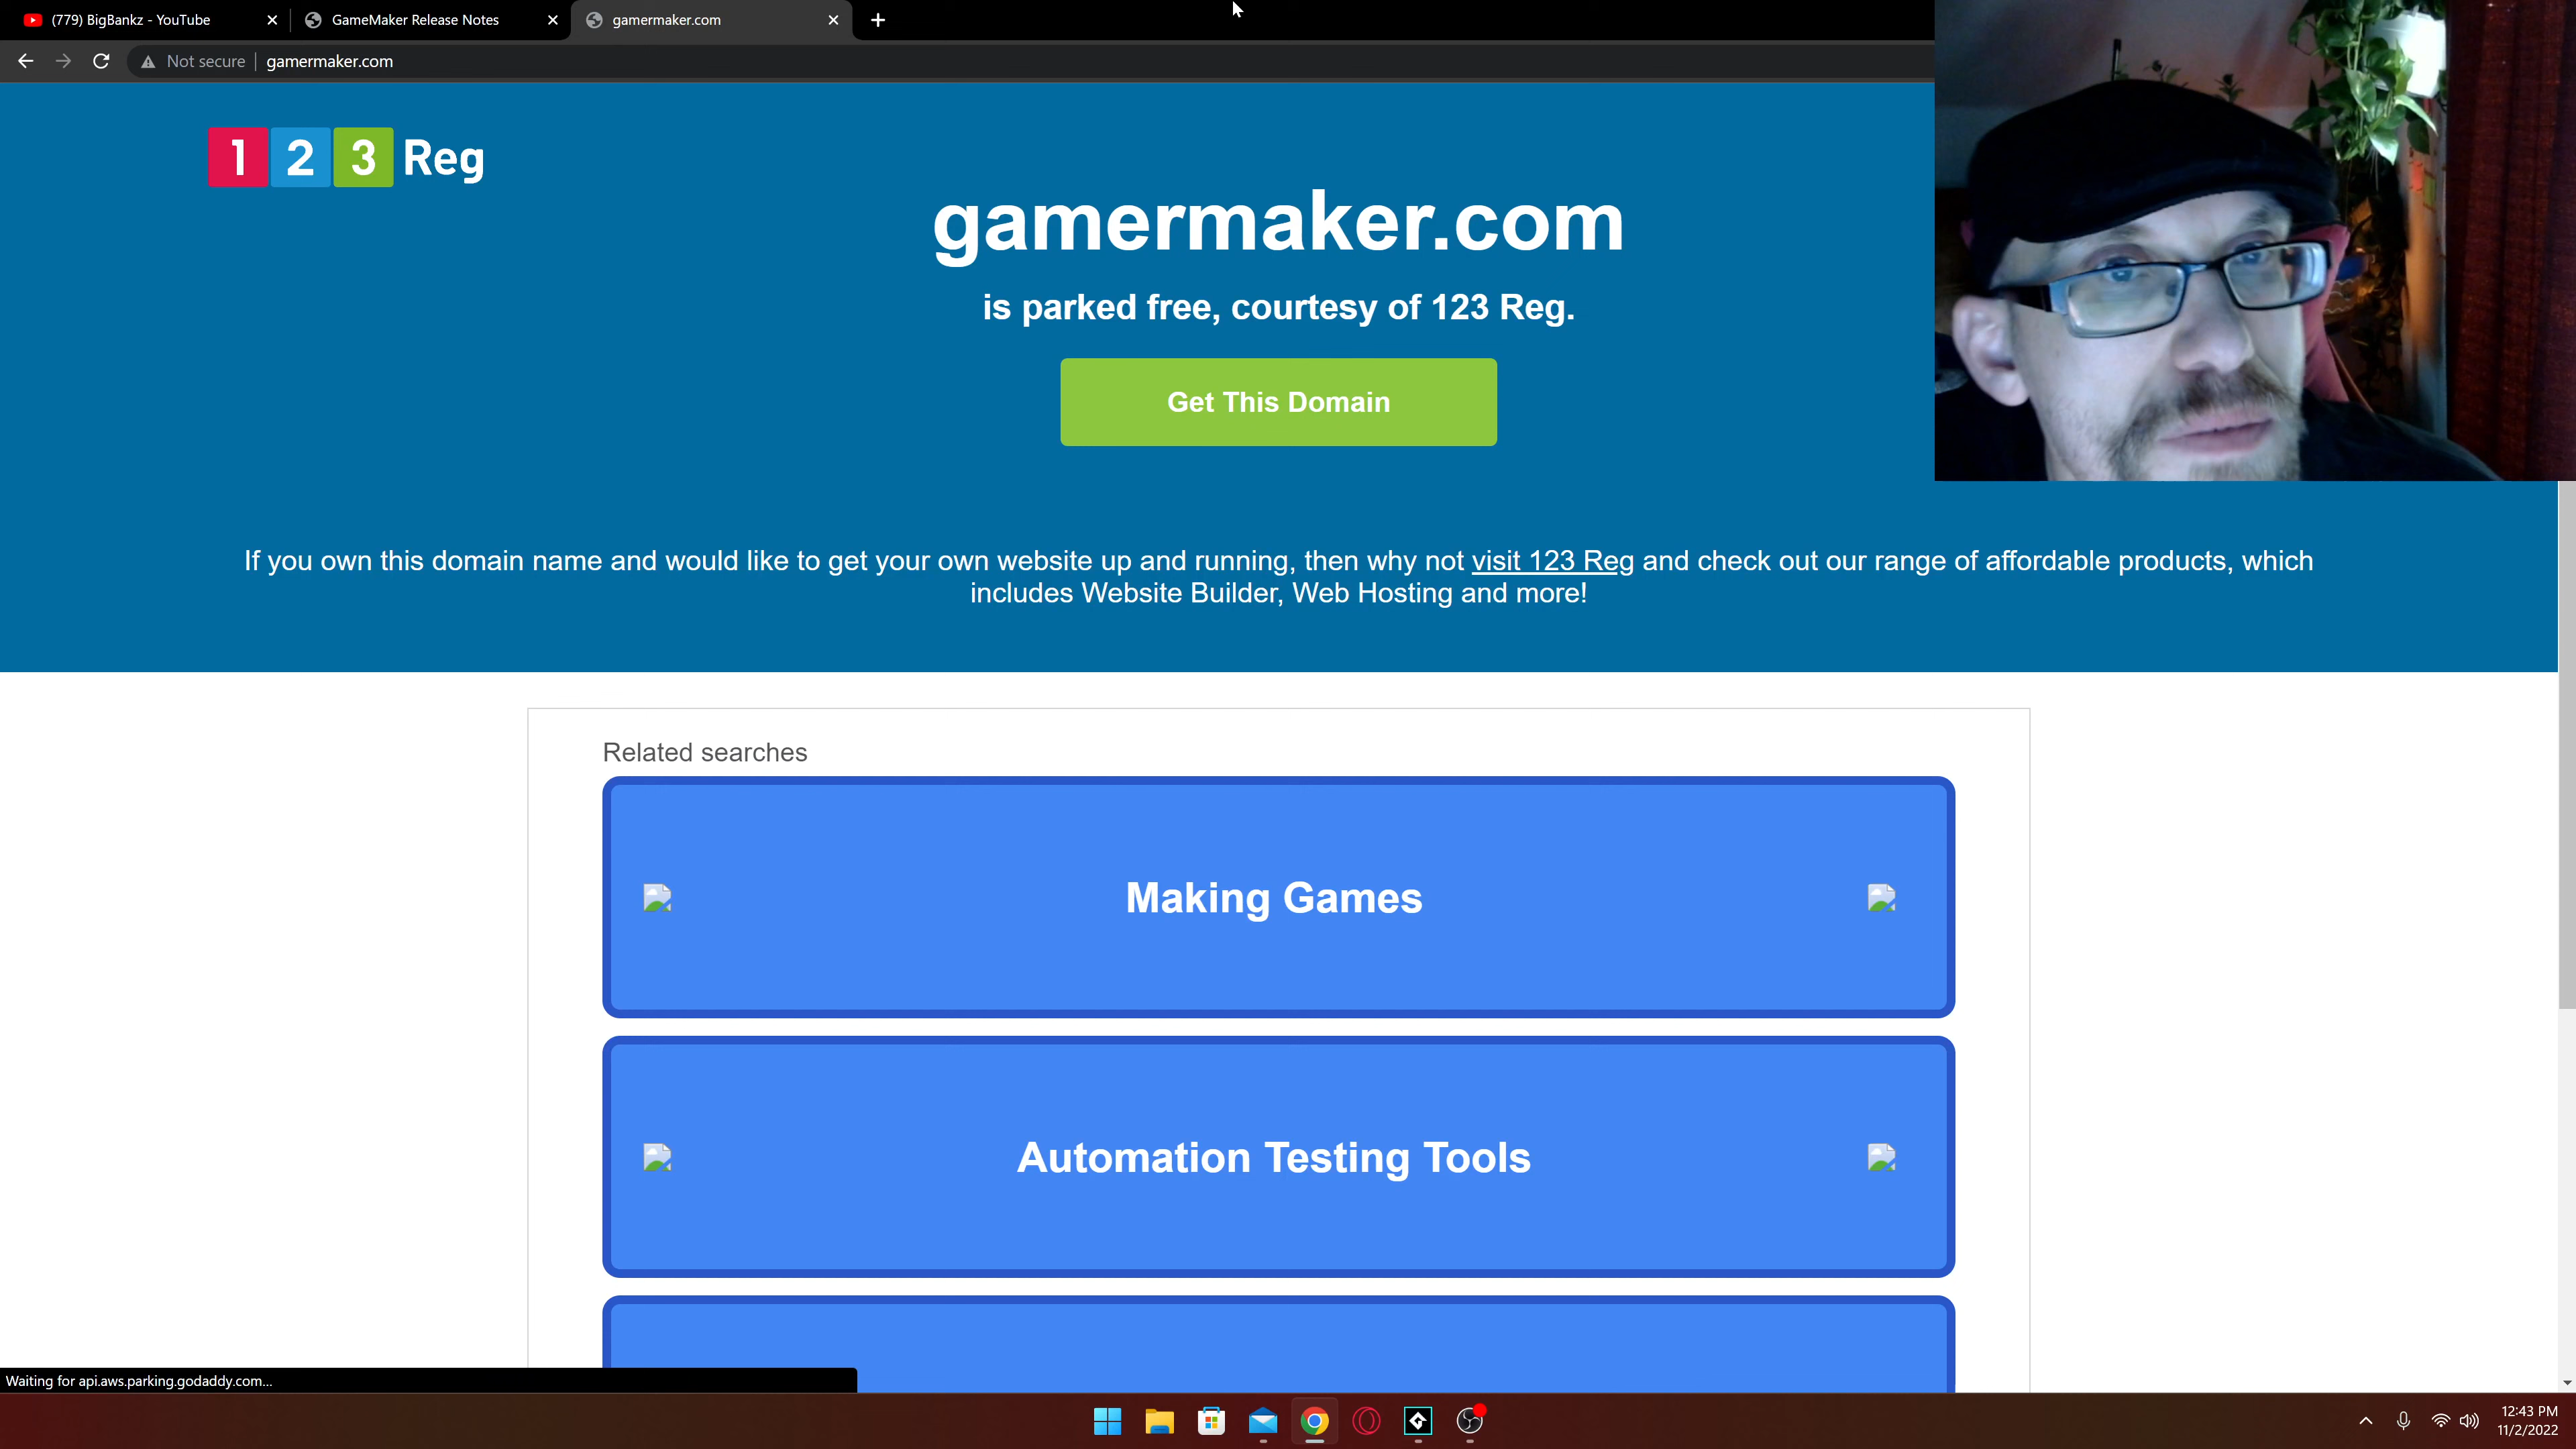 (779) BigBankz - YouTube
GameMaker Release Notes
gamermaker.com
Not secure
gamermaker.com
1 2 3 Reg
gamermaker.com
is parked free, courtesy of 123 Reg.
Get This Domain
If you own this domain name and would like to get your own website up and running, then why not visit 123 Reg and check out our range of affordable products, which
includes Website Builder, Web Hosting and more!
Related searches
Making Games
Automation Testing Tools
Waiting for api.aws.parking.godaddy.com...
12:43 PM
11/2/2022